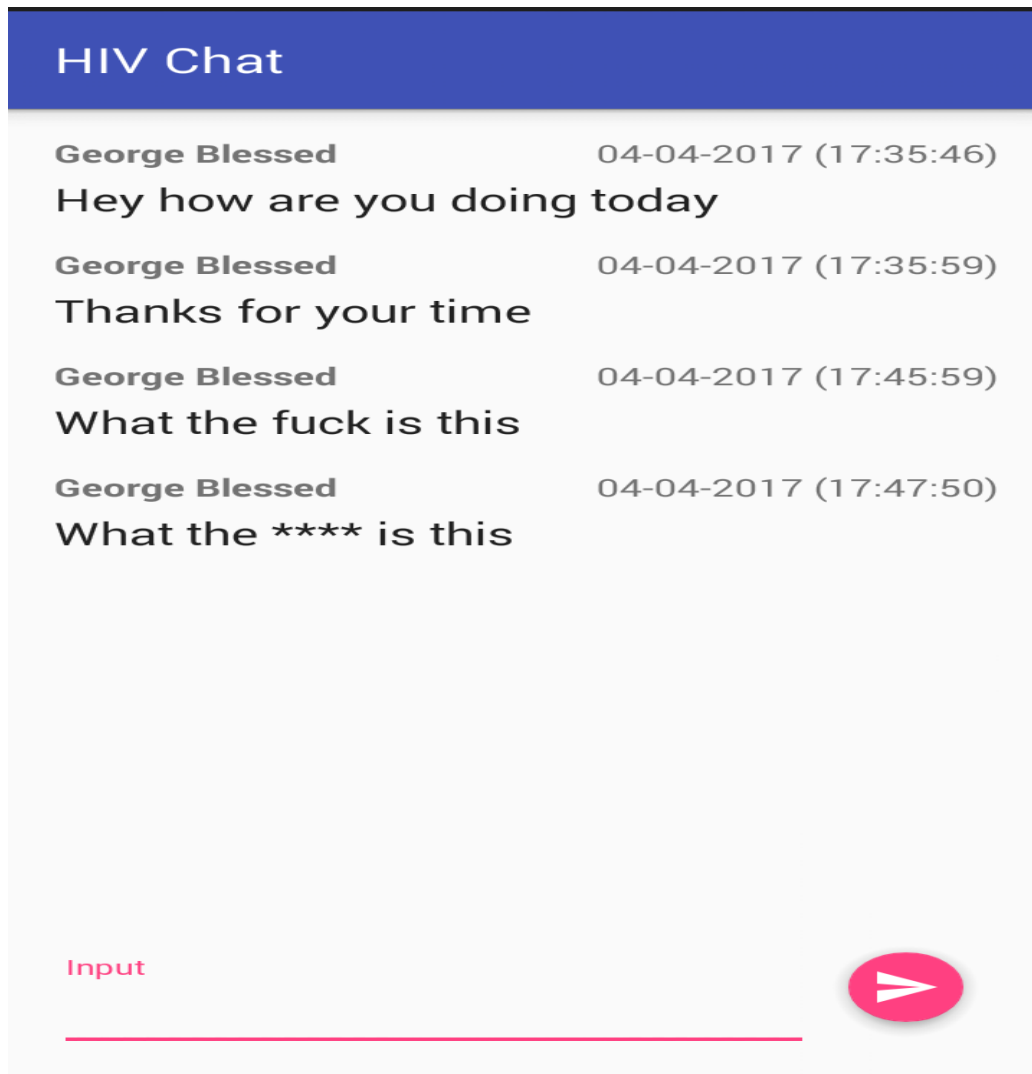 HIV Chat
George Blessed 04-04-2017 (17:35:46)
Hey how are you doing today
George Blessed 04-04-2017 (17:35:59)
Thanks for your time
George Blessed 04-04-2017 (17:45:59)
What the fuck is this
George Blessed 04-04-2017 (17:47:50)
What the **** is this
Input